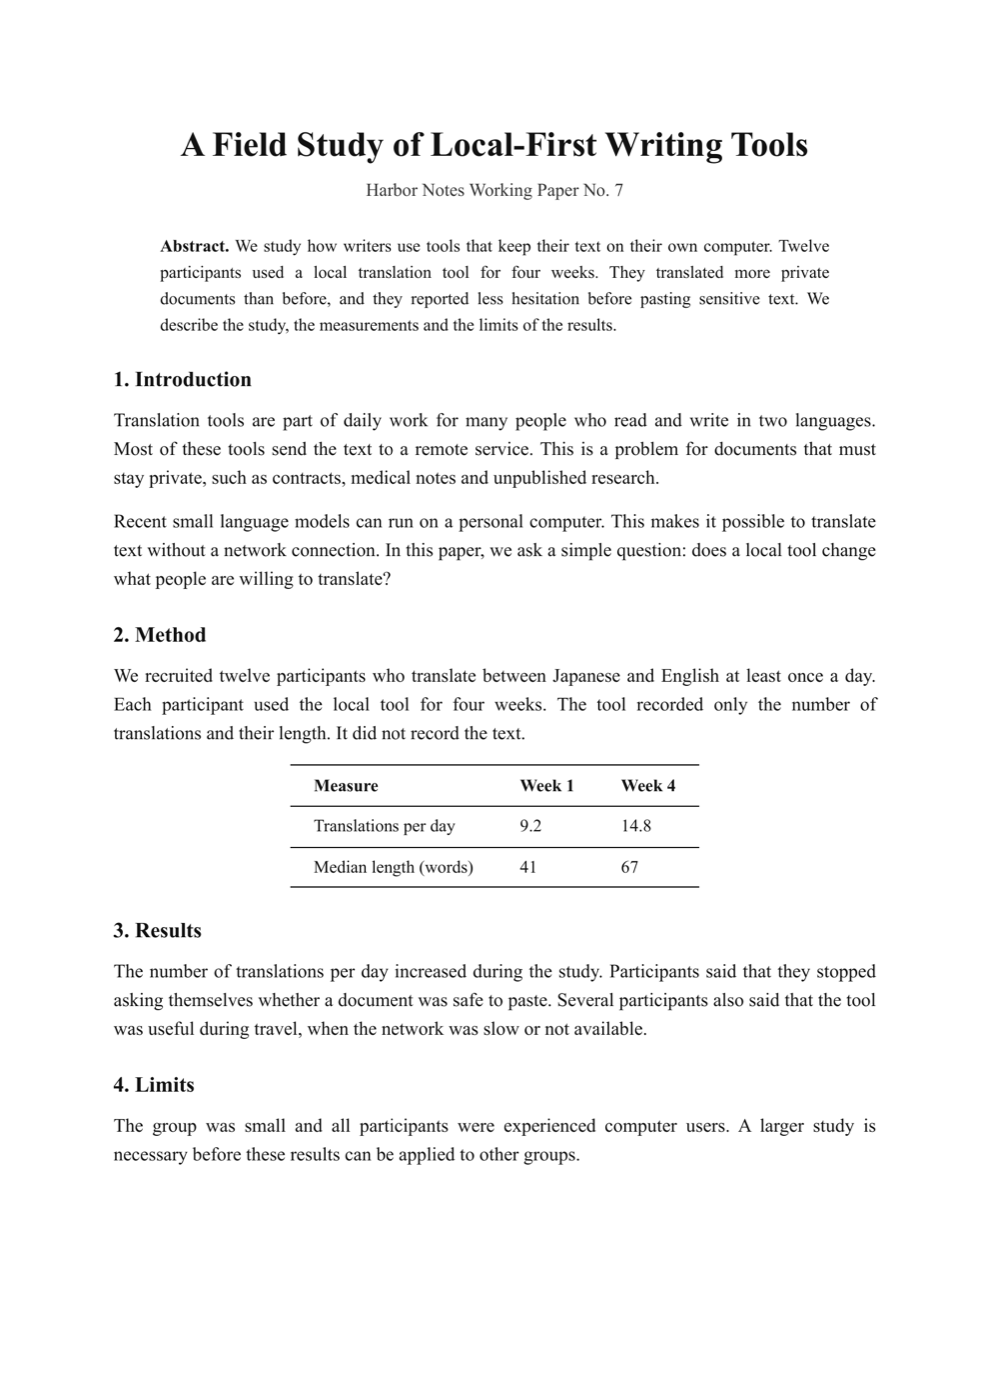 A Field Study of Local-First Writing Tools
Harbor Notes Working Paper No. 7
Abstract. We study how writers use tools that keep their text on their own computer. Twelve
participants used a local translation tool for four weeks. They translated more private
documents than before, and they reported less hesitation before pasting sensitive text. We
describe the study, the measurements and the limits of the results.
1. Introduction
Translation tools are part of daily work for many people who read and write in two languages.
Most of these tools send the text to a remote service. This is a problem for documents that must
stay private, such as contracts, medical notes and unpublished research.
Recent small language models can run on a personal computer. This makes it possible to translate
text without a network connection. In this paper, we ask a simple question: does a local tool change
what people are willing to translate?
2. Method
We recruited twelve participants who translate between Japanese and English at least once a day.
Each participant used the local tool for four weeks. The tool recorded only the number of
translations and their length. It did not record the text.
Measure Week 1 Week 4
Translations per day 9.2 14.8
Median length (words) 41 67
3. Results
The number of translations per day increased during the study. Participants said that they stopped
asking themselves whether a document was safe to paste. Several participants also said that the tool
was useful during travel, when the network was slow or not available.
4. Limits
The group was small and all participants were experienced computer users. A larger study is
necessary before these results can be applied to other groups.